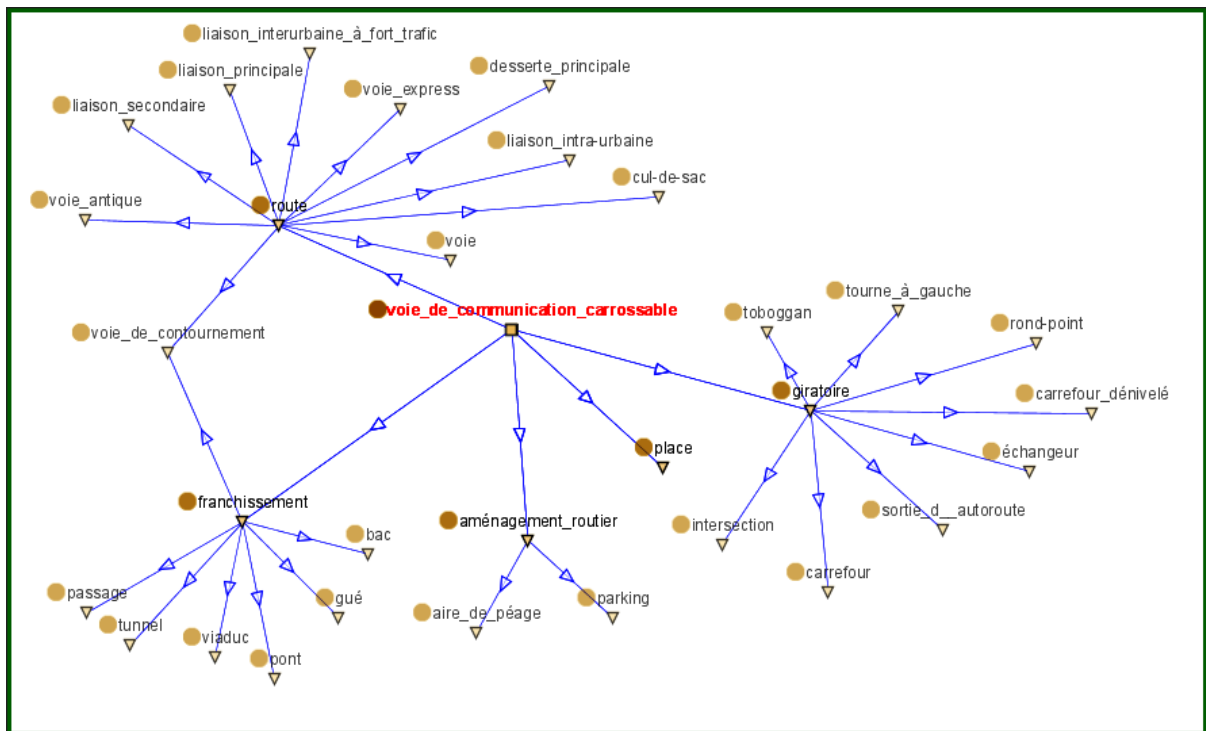 liaison_interurbaine_à_fort_trafic
liaison_principale
desserte_principale
voie_express
liaison_secondaire
liaison_intra-urbaine
cul-de-sac
voie_antique
route
voie
tourne_à_gauche
voie_de_communication_carrossable
toboggan
rond-point
voie_de_contournement
giratoire
carrefour_dénivelé
place
échangeur
franchissement
sortie_d__autoroute
aménagement_routier
intersection
bac
carrefour
passage
gué
parking
aire_de_péage
tunnel
viaduc
pont